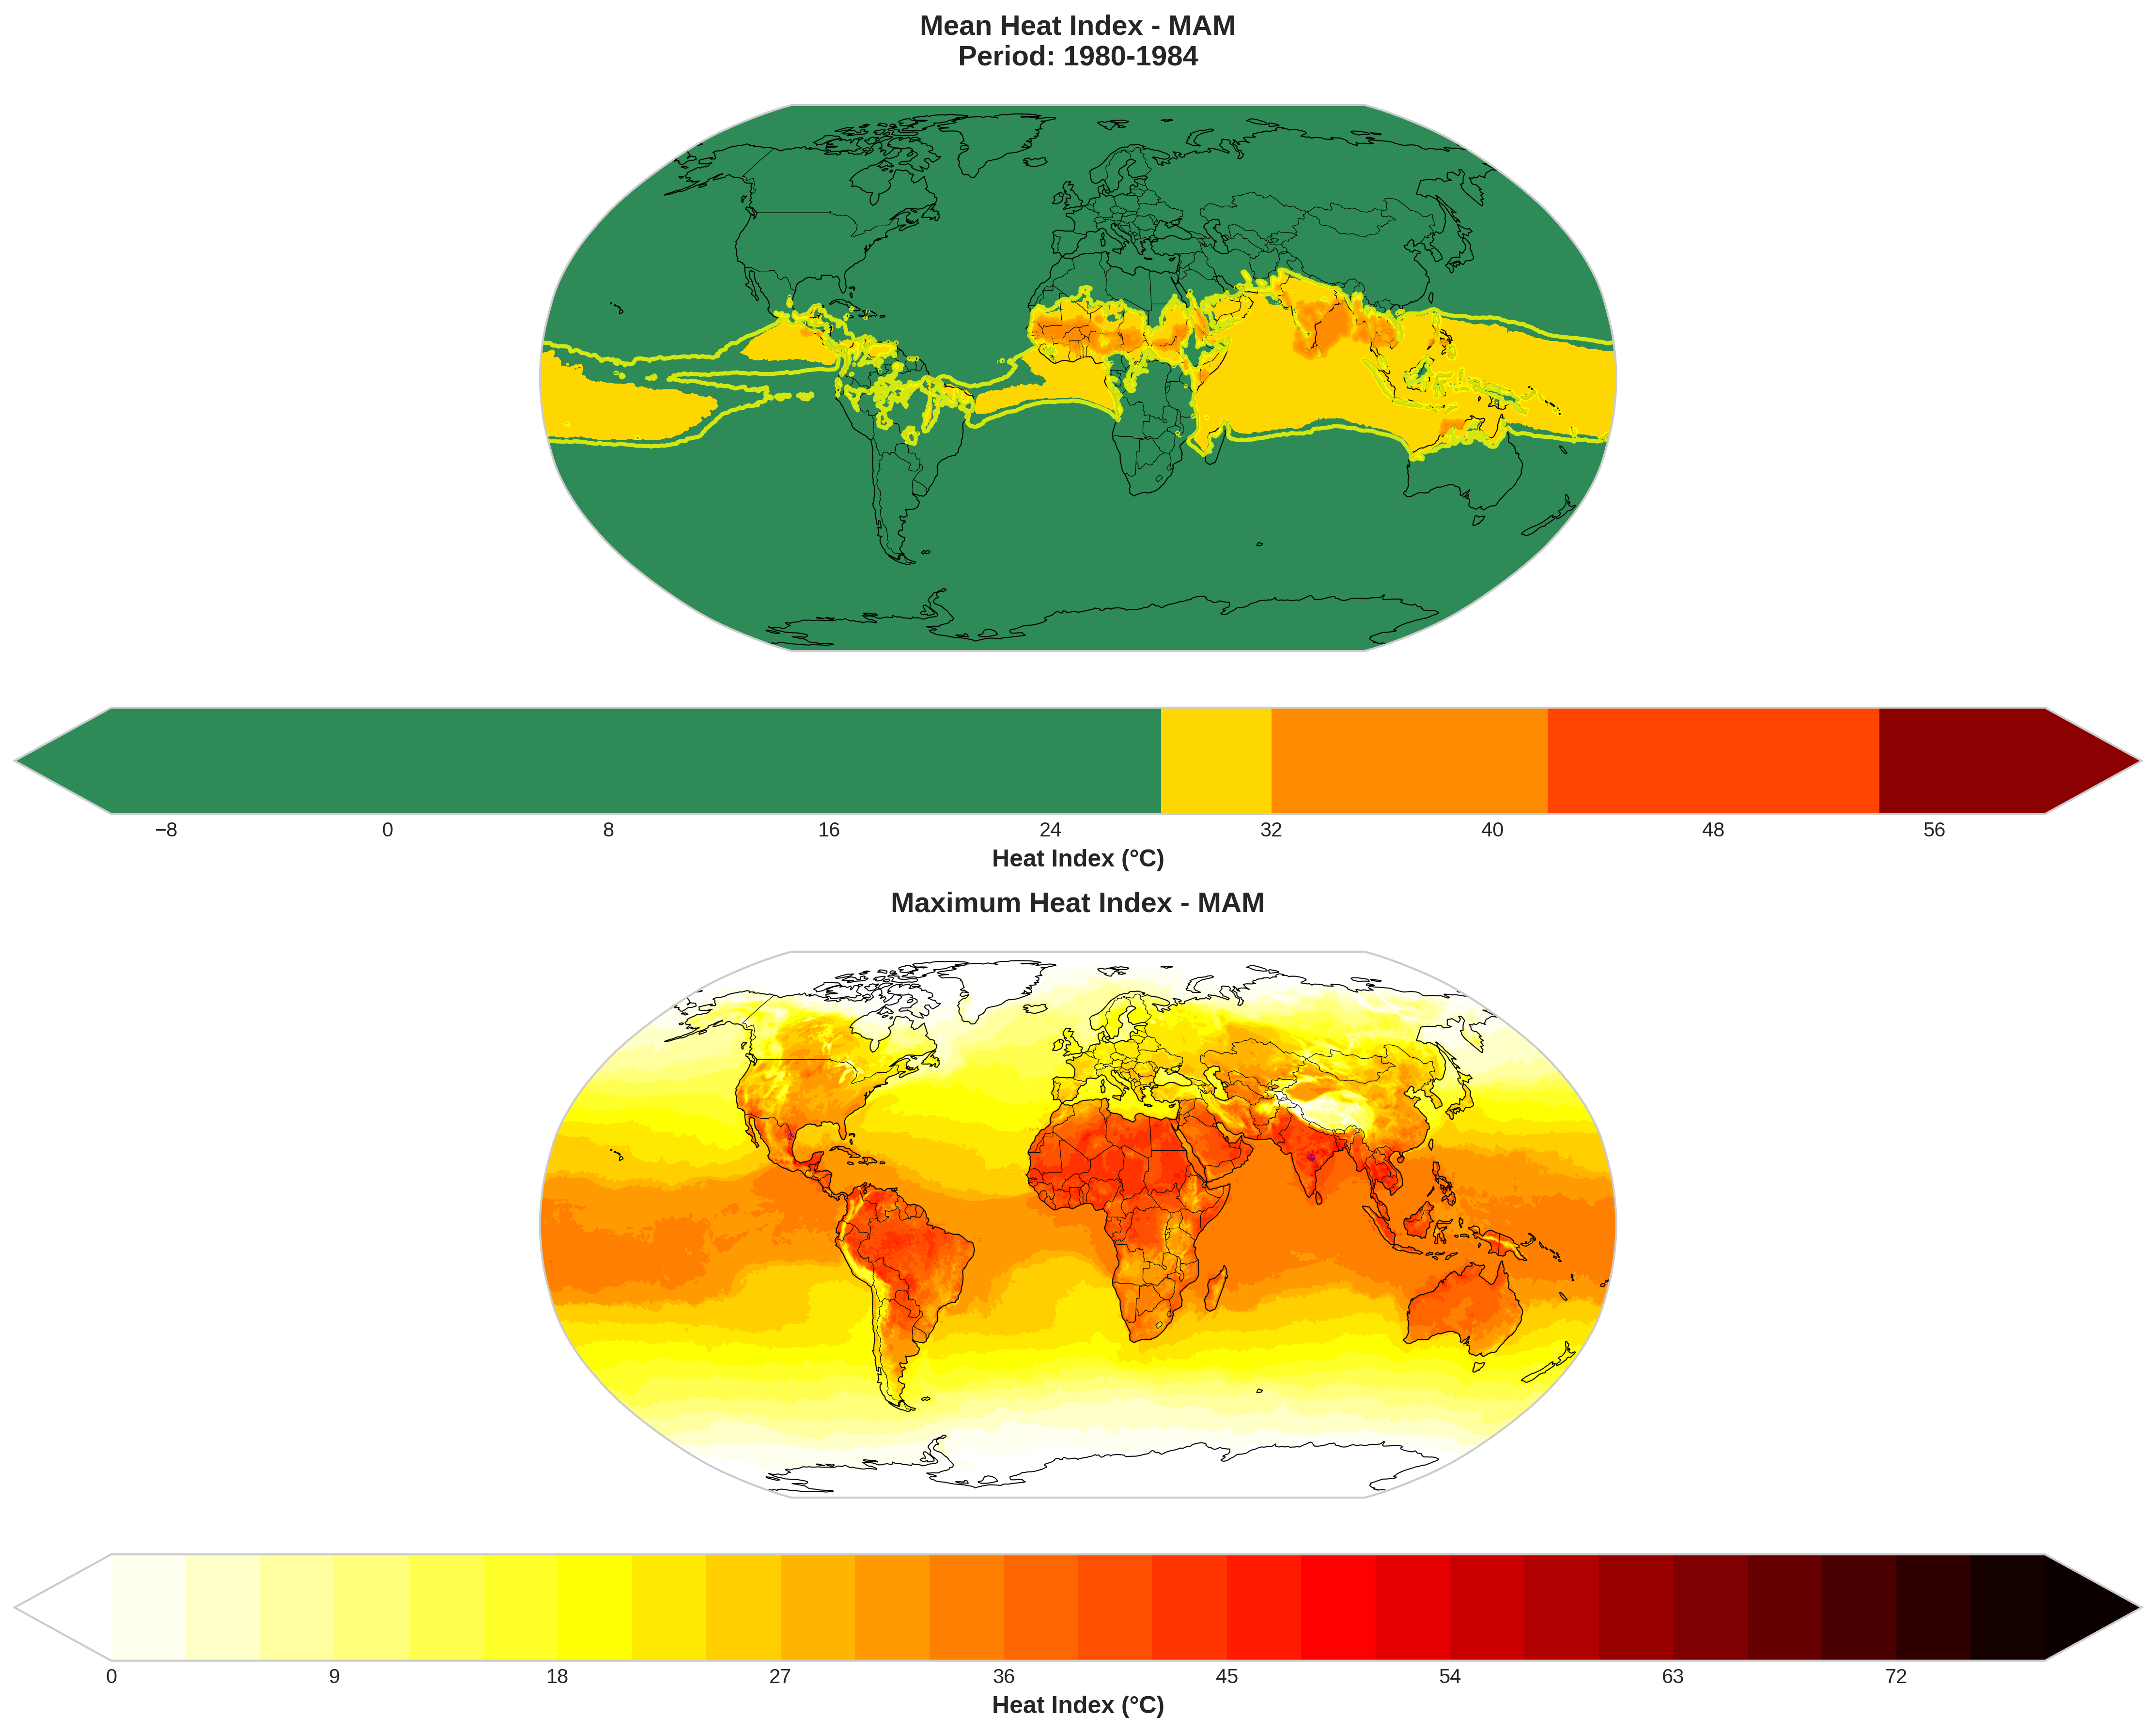 Mean Heat Index - MAM
Period: 1980-1984
−8 0 8 16 24 32 40 48 56
Heat Index (°C)
Maximum Heat Index - MAM
0 9 18 27 36 45 54 63 72
Heat Index (°C)